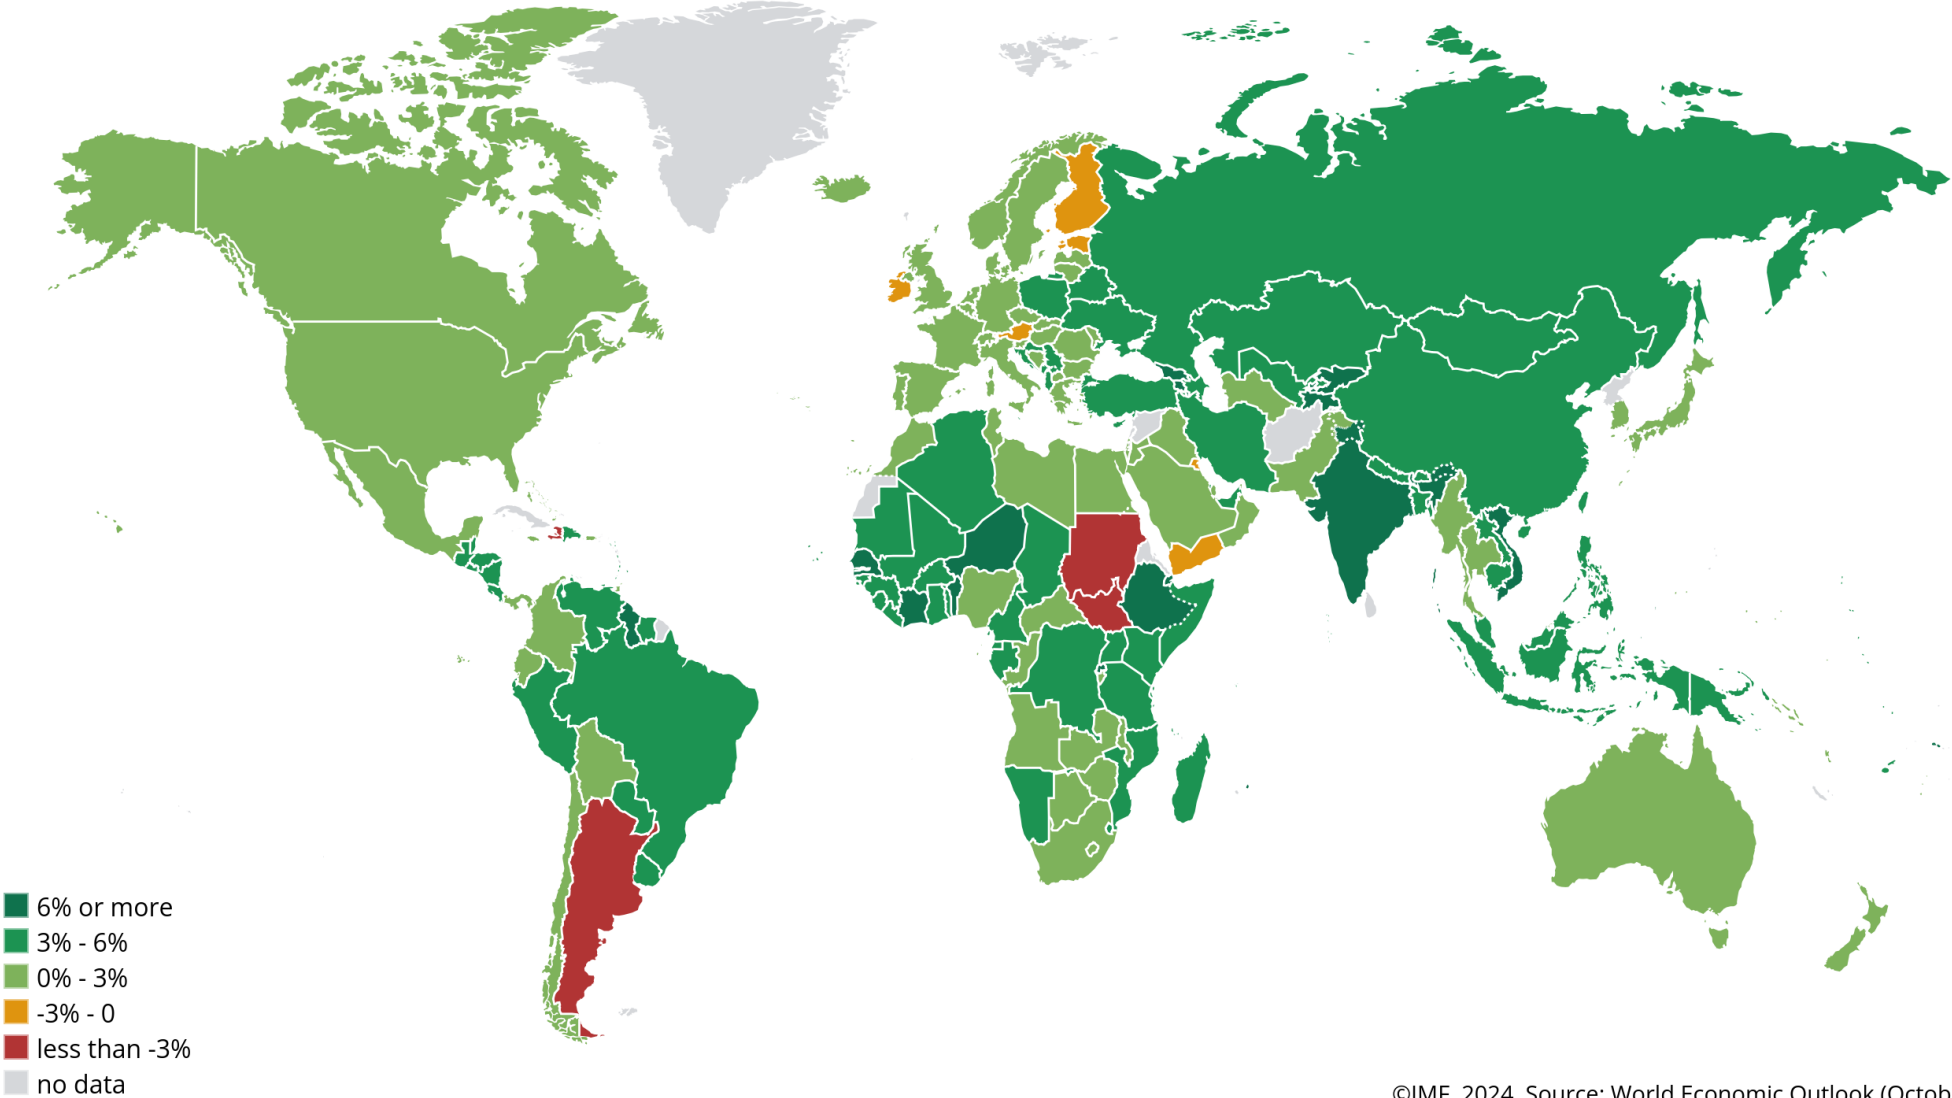 6% or more
3% - 6%
0% - 3%
-3% - 0
less than -3%
no data
©IMF, 2024, Source: World Economic Outlook (Octob